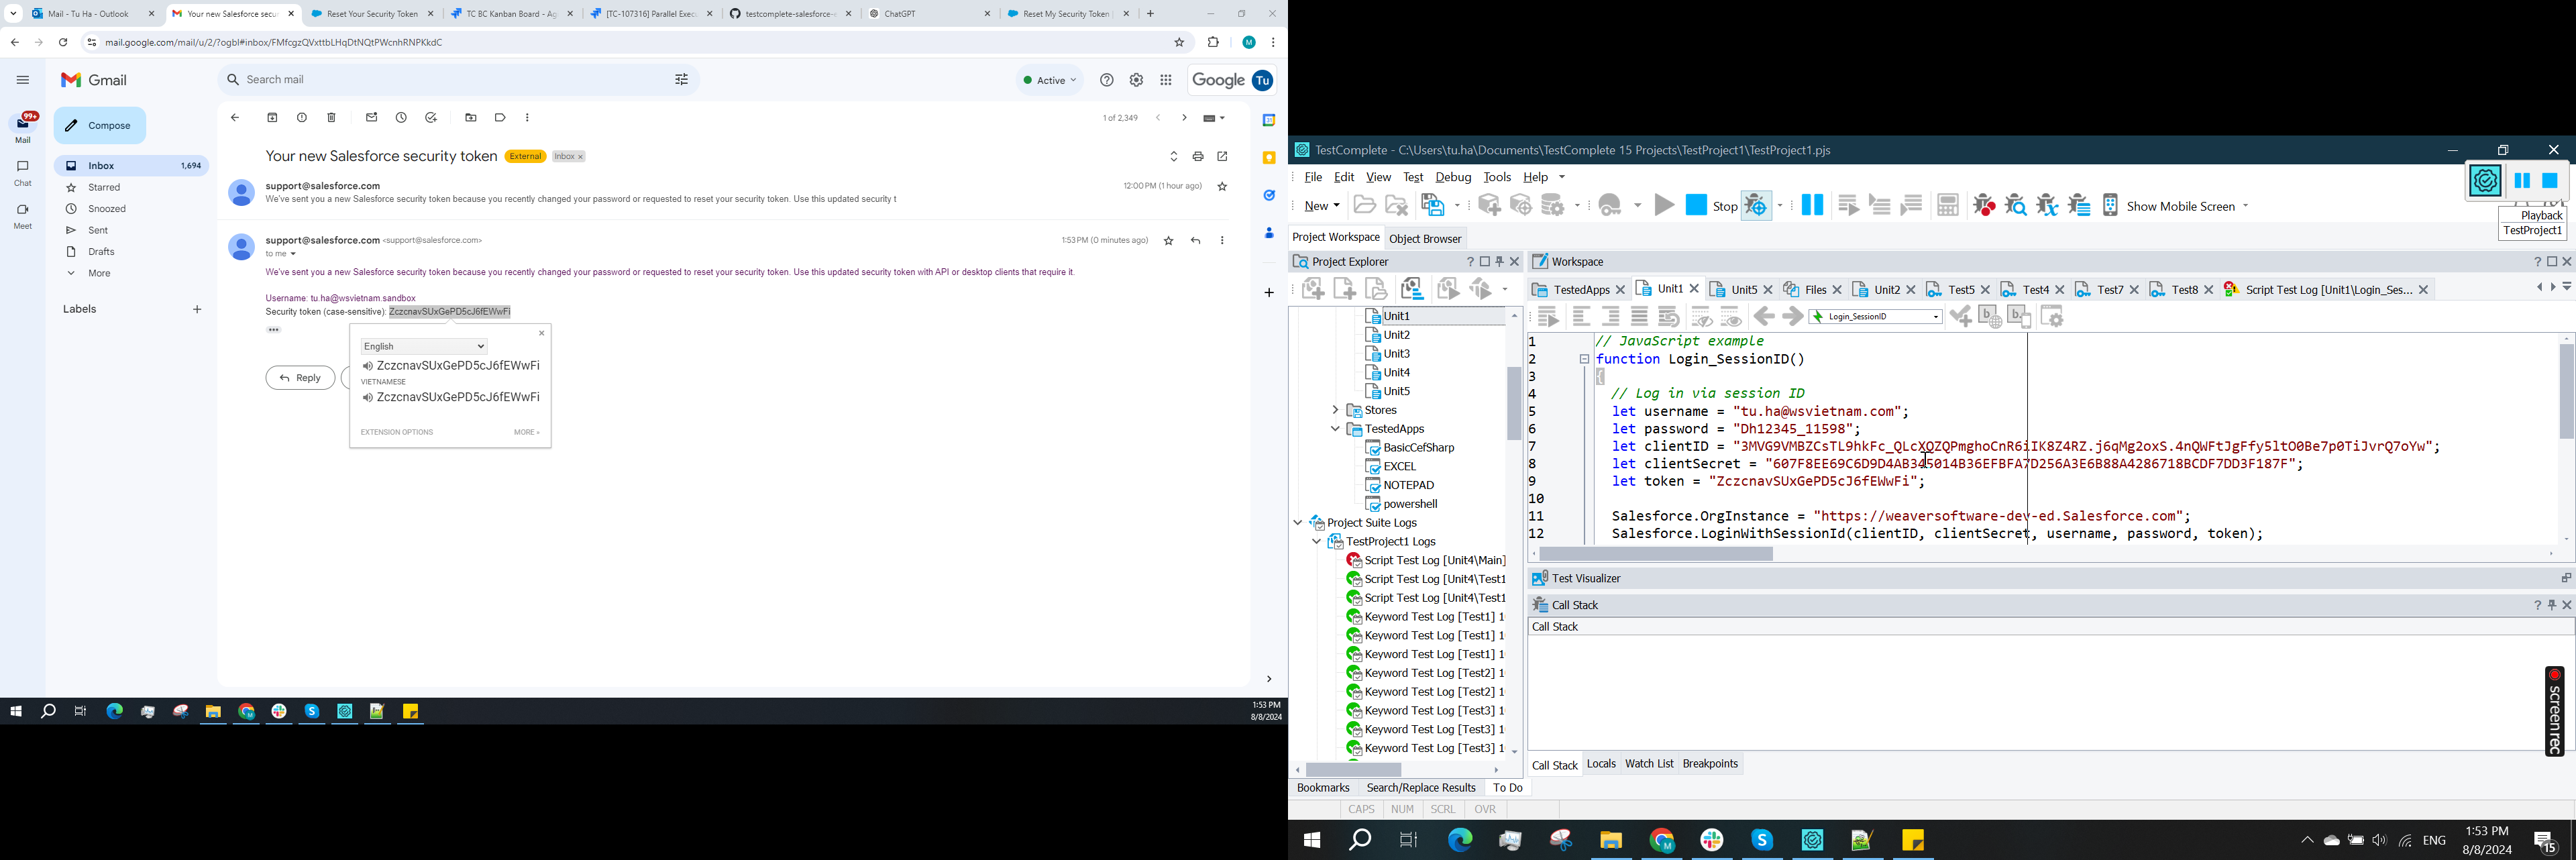 Mail - Tu Ha - Outlook
Your new Salesforce secur
Reset Your Security Token
TC BC Kanban Board - Ag
[TC-107316] Parallel Exec
testcomplete-salesforce-e
ChatGPT
Reset My Security Token
mail.google.com/mail/u/2/?ogbl#inbox/FMfcgzQVxttbLHqDtNQtPWcnhRNPKkdC
M
Gmail
Search mail
Active
Google
Tu
99+
Mail
Chat
Meet
Compose
Inbox 1,694
Starred
Snoozed
Sent
Drafts
More
Labels
1 of 2,349
Your new Salesforce security token External Inbox x
support@salesforce.com 12:00 PM (1 hour ago)
We've sent you a new Salesforce security token because you recently changed your password or requested to reset your security token. Use this updated security t
support@salesforce.com <support@salesforce.com> 1:53 PM (0 minutes ago)
to me
We've sent you a new Salesforce security token because you recently changed your password or requested to reset your security token. Use this updated security token with API or desktop clients that require it.
Username: tu.ha@wsvietnam.sandbox
Security token (case-sensitive): ZczcnavSUxGePD5cJ6fEWwFi
English
ZczcnavSUxGePD5cJ6fEWwFi
VIETNAMESE
ZczcnavSUxGePD5cJ6fEWwFi
EXTENSION OPTIONS MORE »
Reply
1:53 PM
8/8/2024
TestComplete - C:\Users\tu.ha\Documents\TestComplete 15 Projects\TestProject1\TestProject1.pjs
File Edit View Test Debug Tools Help
New
Stop
Show Mobile Screen
Playback
TestProject1
Project Workspace Object Browser
Project Explorer
Unit1
Unit2
Unit3
Unit4
Unit5
Stores
TestedApps
BasicCefSharp
EXCEL
NOTEPAD
powershell
Project Suite Logs
TestProject1 Logs
Script Test Log [Unit4\Main]
Script Test Log [Unit4\Test1
Script Test Log [Unit4\Test1
Keyword Test Log [Test1] 1
Keyword Test Log [Test1] 1
Keyword Test Log [Test1] 1
Keyword Test Log [Test2] 1
Keyword Test Log [Test2] 1
Keyword Test Log [Test3] 1
Keyword Test Log [Test3] 1
Keyword Test Log [Test3] 1
Workspace
TestedApps Unit1 Unit5 Files Unit2 Test5 Test4 Test7 Test8 Script Test Log [Unit1\Login_Ses...
Login_SessionID
1 // JavaScript example
2 function Login_SessionID()
3 {
4 // Log in via session ID
5 let username = "tu.ha@wsvietnam.com";
6 let password = "Dh12345_11598";
7 let clientID = "3MVG9VMBZCsTL9hkFc_QLcXQZQPmghoCnR6iIK8Z4RZ.j6qMg2oxS.4nQWFtJgFfy5ltO0Be7p0TiJvrQ7oYw";
8 let clientSecret = "607F8EE69C6D9D4AB345014B36EFBFA7D256A3E6B88A4286718BCDF7DD3F187F";
9 let token = "ZczcnavSUxGePD5cJ6fEWwFi";
10
11 Salesforce.OrgInstance = "https://weaversoftware-dev-ed.Salesforce.com";
12 Salesforce.LoginWithSessionId(clientID, clientSecret, username, password, token);
Test Visualizer
Call Stack
Call Stack
Call Stack Locals Watch List Breakpoints
Bookmarks Search/Replace Results To Do
CAPS NUM SCRL OVR
screenrec
ENG
1:53 PM
8/8/2024
15